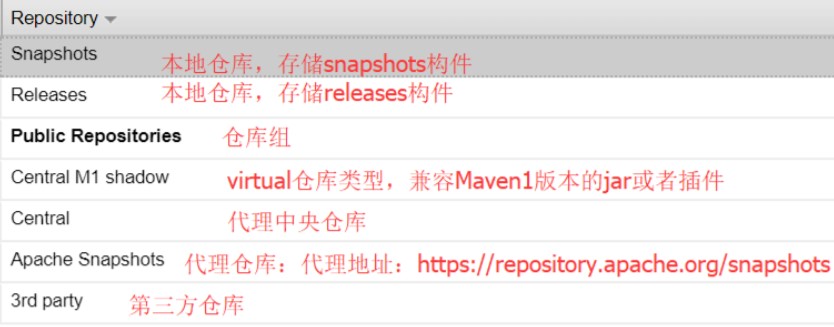 Repository
Snapshots 本地仓库，存储snapshots构件
Releases 本地仓库，存储releases构件
Public Repositories 仓库组
Central M1 shadow virtual仓库类型，兼容Maven1版本的jar或者插件
Central 代理中央仓库
Apache Snapshots 代理仓库：代理地址：https://repository.apache.org/snapshots
3rd party 第三方仓库